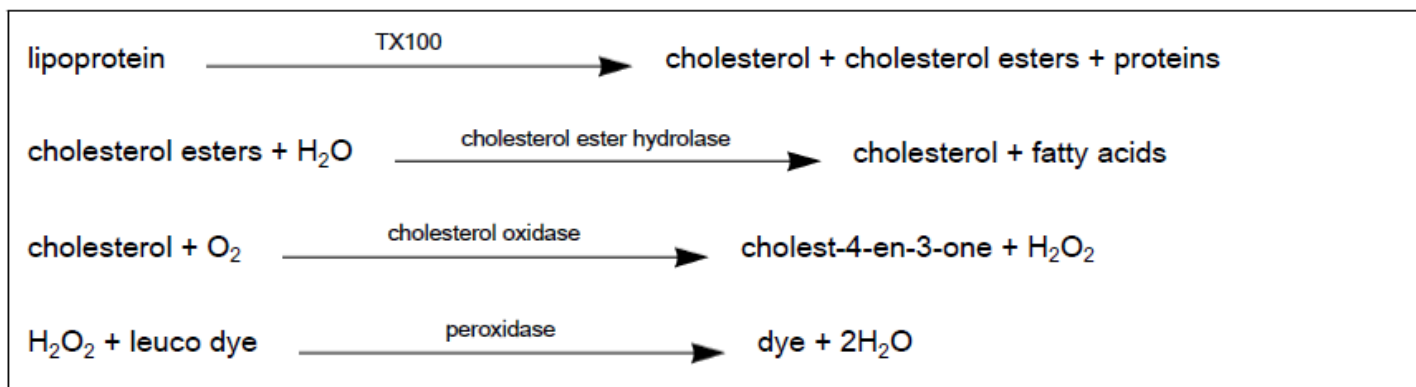 TX100
lipoprotein cholesterol + cholesterol esters + proteins
cholesterol ester hydrolase
cholesterol esters + H₂O cholesterol + fatty acids
cholesterol oxidase
cholesterol + O₂ cholest-4-en-3-one + H₂O₂
peroxidase
H₂O₂ + leuco dye dye + 2H₂O